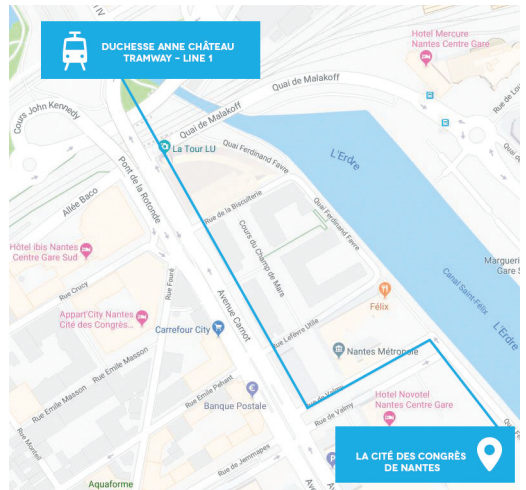 DUCHESSE ANNE CHÂTEAU
TRAMWAY – LINE 1
Hotel Mercure
Nantes Centre Gare
Quai de Malakoff
Cours John Kennedy
Quai de Malakoff
La Tour LU
Quai Ferdinand Favre
L'Erdre
Pont de la Rotonde
Allée Baco
Rue de la Biscuiterie
Quai Ferdinand Favre
Cours du Champ de Mars
Hôtel ibis Nantes
Centre Gare Sud
Rue Fouré
Rue Crucy
Canal Saint-Félix
Félix
Appart'City Nantes
Cité des Congrès...
Avenue Carnot
Carrefour City
Rue Lefèvre Utile
L'Erdre
Nantes Métropole
Rue Emile Masson
Rue Emile Masson
Rue Emile Péhant
Banque Postale
Rue de Valmy
Rue de Valmy
Hotel Novotel
Nantes Centre Gare
Rue de Jemmapes
LA CITÉ DES CONGRÈS
DE NANTES
Aquaforme